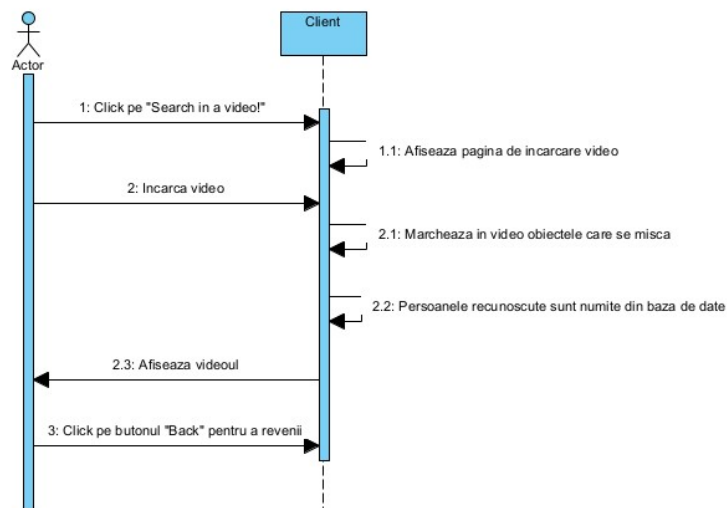 Client
Actor
1: Click pe "Search in a video!"
1.1: Afiseaza pagina de incarcare video
2: Incarca video
2.1: Marcheaza in video obiectele care se misca
2.2: Persoanele recunoscute sunt numite din baza de date
2.3: Afiseaza videoul
3: Click pe butonul "Back" pentru a revenii